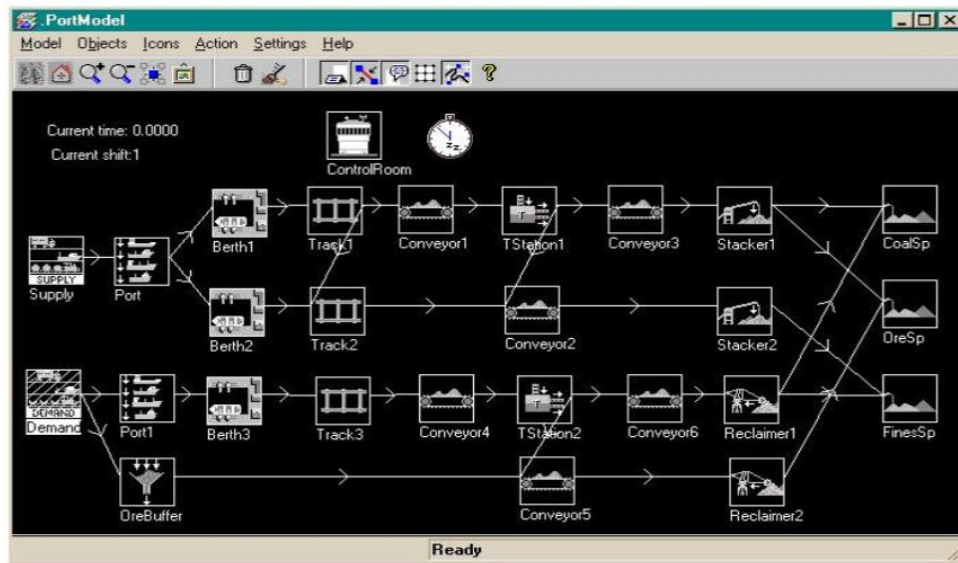 .PortModel
Model Objects Icons Action Settings Help
Current time: 0.0000
Current shift:1
ControlRoom
Berth1 Track1 Conveyor1 TStation1 Conveyor3 Stacker1 CoalSp
SUPPLY
Supply Port
Berth2 Track2 Conveyor2 Stacker2 OreSp
DEMAND
Demand Port1 Berth3 Track3 Conveyor4 TStation2 Conveyor6 Reclaimer1 FinesSp
OreBuffer Conveyor5 Reclaimer2
Ready